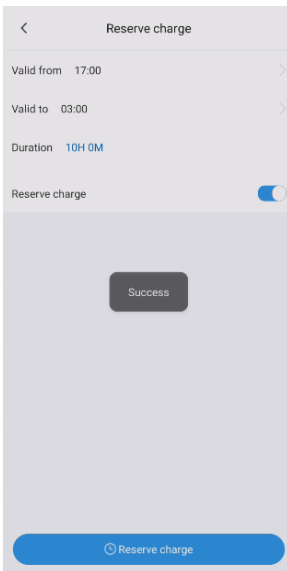 Reserve charge
Valid from 17:00
Valid to 03:00
Duration 10H 0M
Reserve charge
Success
Reserve charge